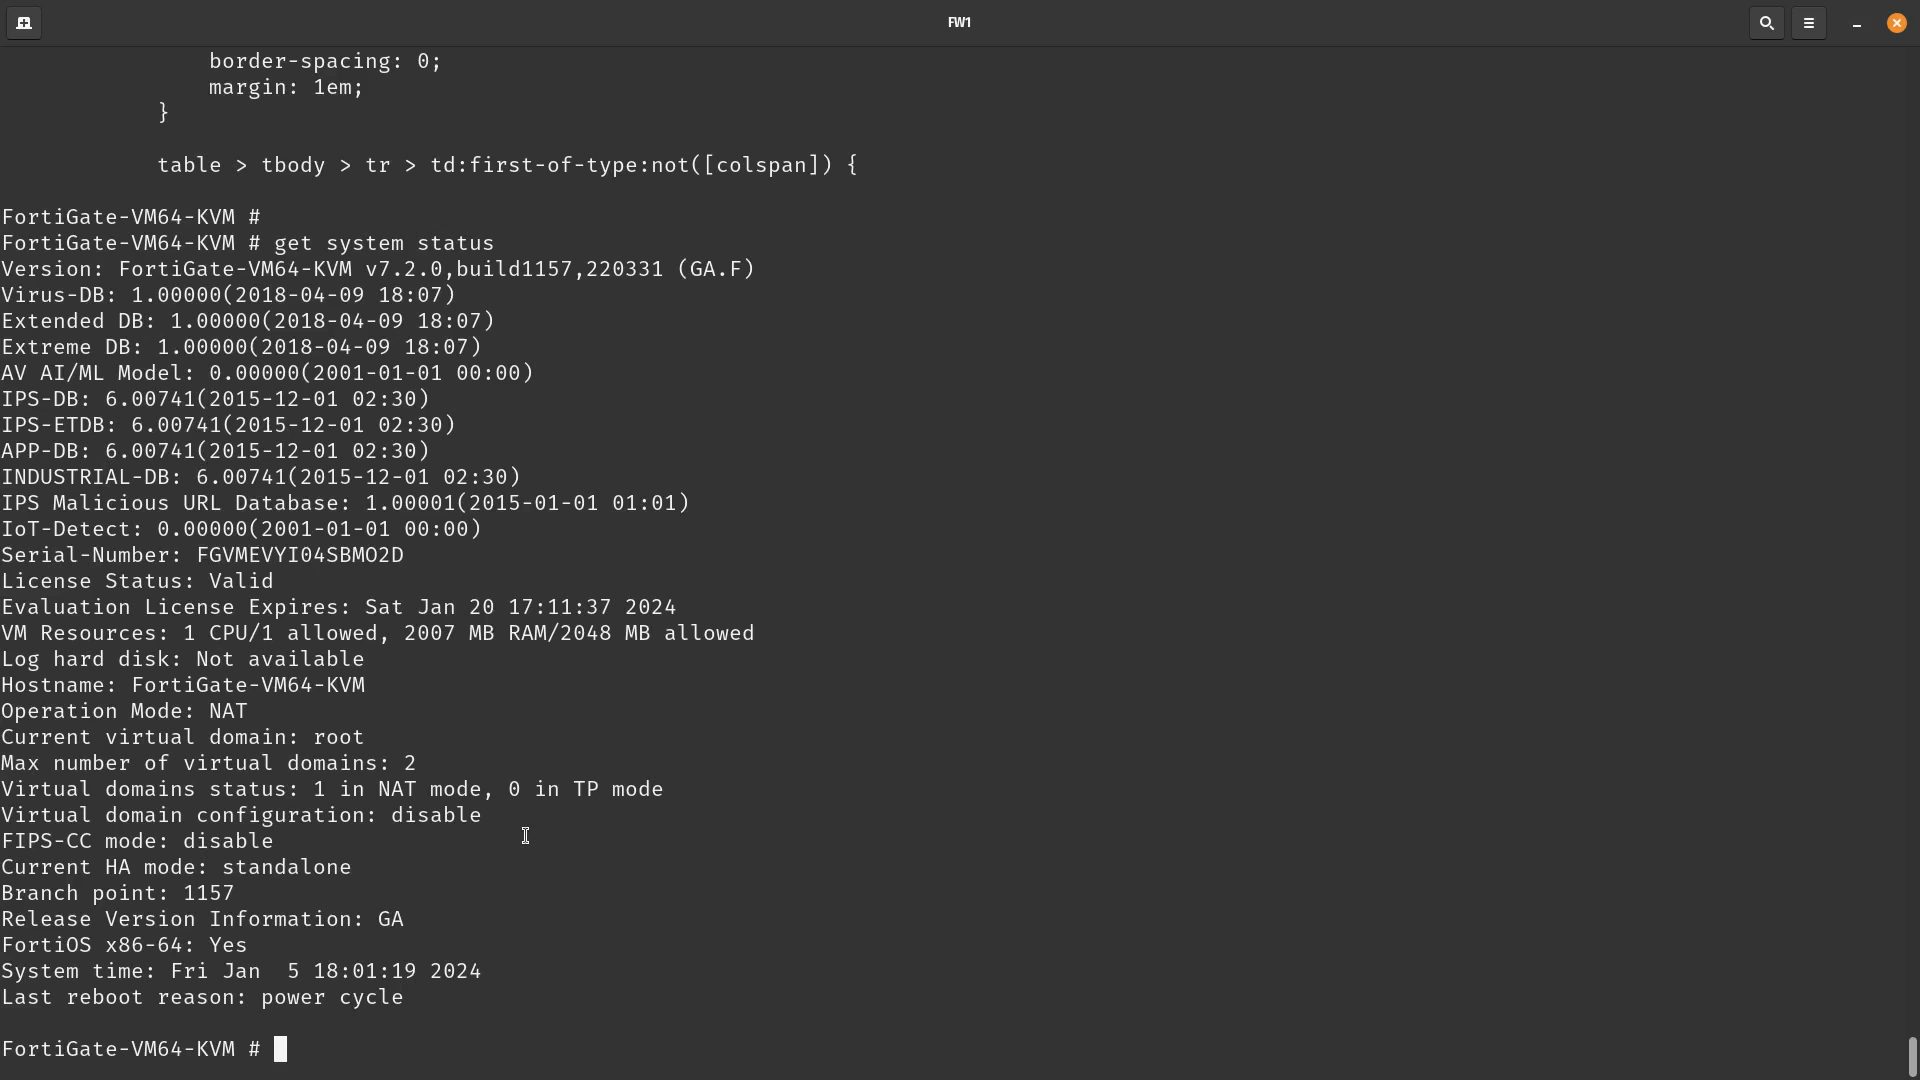 FW1
border-spacing: 0;
margin: 1em;
}
table > tbody > tr > td:first-of-type:not([colspan]) {
FortiGate-VM64-KVM #
FortiGate-VM64-KVM # get system status
Version: FortiGate-VM64-KVM v7.2.0,build1157,220331 (GA.F)
Virus-DB: 1.00000(2018-04-09 18:07)
Extended DB: 1.00000(2018-04-09 18:07)
Extreme DB: 1.00000(2018-04-09 18:07)
AV AI/ML Model: 0.00000(2001-01-01 00:00)
IPS-DB: 6.00741(2015-12-01 02:30)
IPS-ETDB: 6.00741(2015-12-01 02:30)
APP-DB: 6.00741(2015-12-01 02:30)
INDUSTRIAL-DB: 6.00741(2015-12-01 02:30)
IPS Malicious URL Database: 1.00001(2015-01-01 01:01)
IoT-Detect: 0.00000(2001-01-01 00:00)
Serial-Number: FGVMEVYI04SBMO2D
License Status: Valid
Evaluation License Expires: Sat Jan 20 17:11:37 2024
VM Resources: 1 CPU/1 allowed, 2007 MB RAM/2048 MB allowed
Log hard disk: Not available
Hostname: FortiGate-VM64-KVM
Operation Mode: NAT
Current virtual domain: root
Max number of virtual domains: 2
Virtual domains status: 1 in NAT mode, 0 in TP mode
Virtual domain configuration: disable
FIPS-CC mode: disable
Current HA mode: standalone
Branch point: 1157
Release Version Information: GA
FortiOS x86-64: Yes
System time: Fri Jan  5 18:01:19 2024
Last reboot reason: power cycle
FortiGate-VM64-KVM #